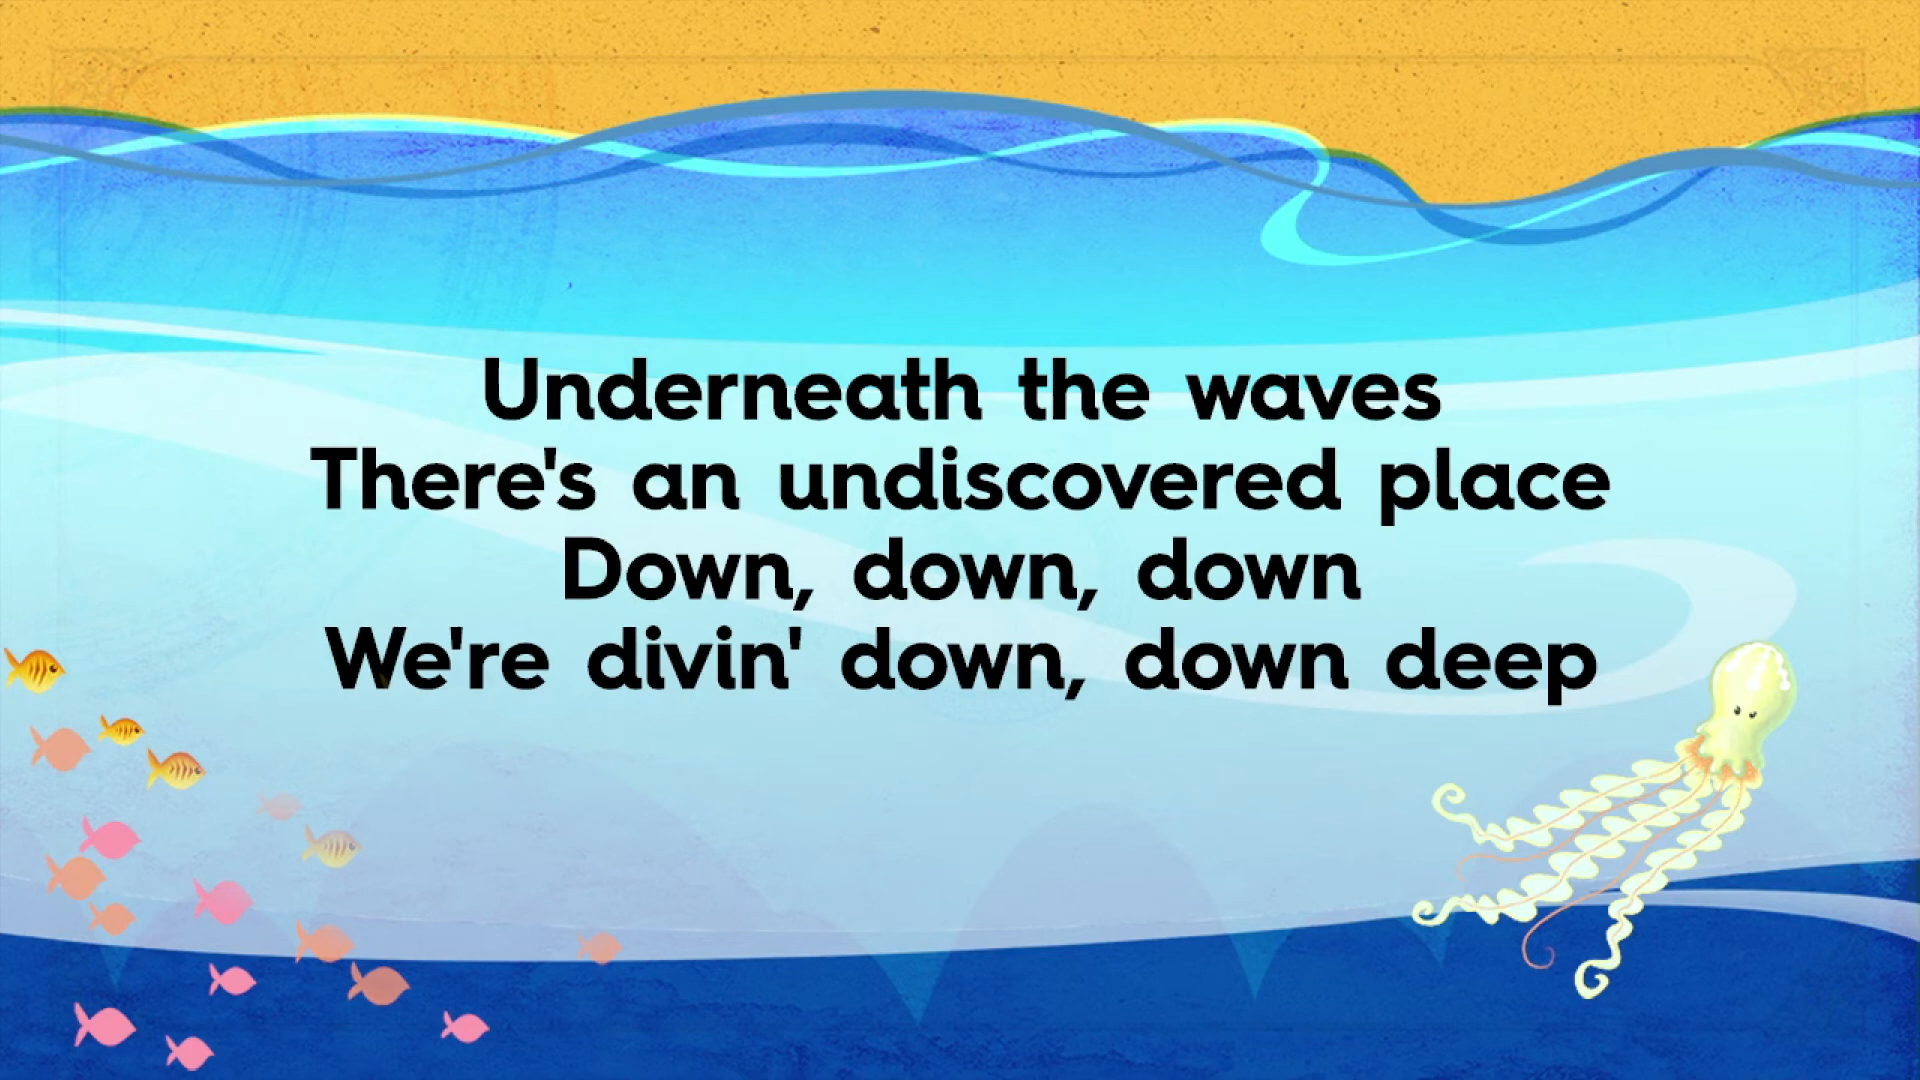 Underneath the waves
There's an undiscovered place
Down, down, down
We're divin' down, down deep